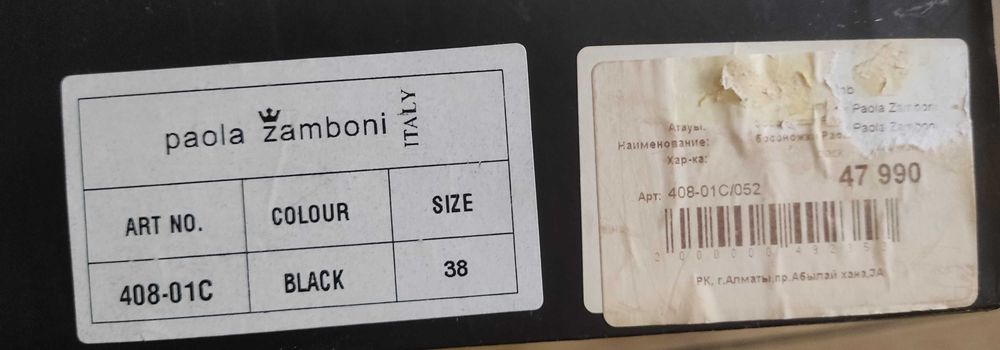 paola zamboni ITALY
ART NO. COLOUR SIZE
408-01C BLACK 38
Paola
Атауы: Paola Zamboni
Наименование: босоножки
Хар-ка:
47 990
Арт: 408-01C/052
РК, г.Алматы,пр.Абылай хана,3А